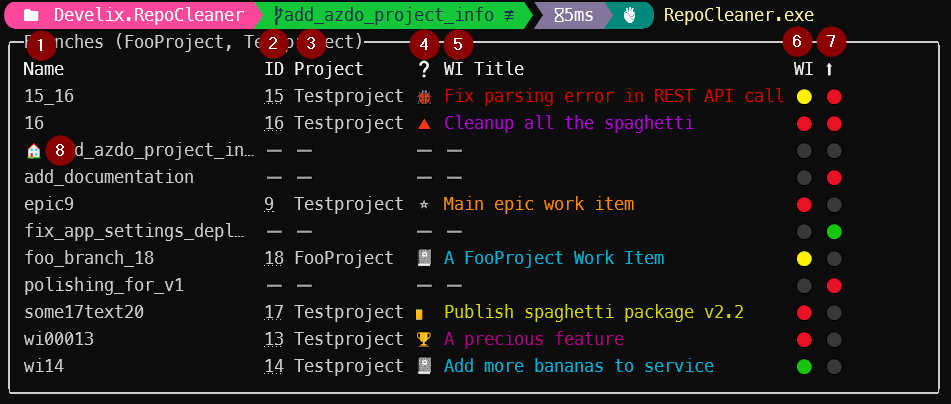 Develix.RepoCleaner add_azdo_project_info ≢ 85ms RepoCleaner.exe
(FooProject,
1 2 3 4 5 6 7
Name ID Project ? WI Title WI ⬆
15_16 15 Testproject Fix parsing error in REST API call
16 16 Testproject Cleanup all the spaghetti
8 d_azdo_project_in… — — — —
add_documentation — — — —
epic9 9 Testproject Main epic work item
fix_app_settings_depl… — — — —
foo_branch_18 18 FooProject A FooProject Work Item
polishing_for_v1 — — — —
some17text20 17 Testproject Publish spaghetti package v2.2
wi00013 13 Testproject A precious feature
wi14 14 Testproject Add more bananas to service